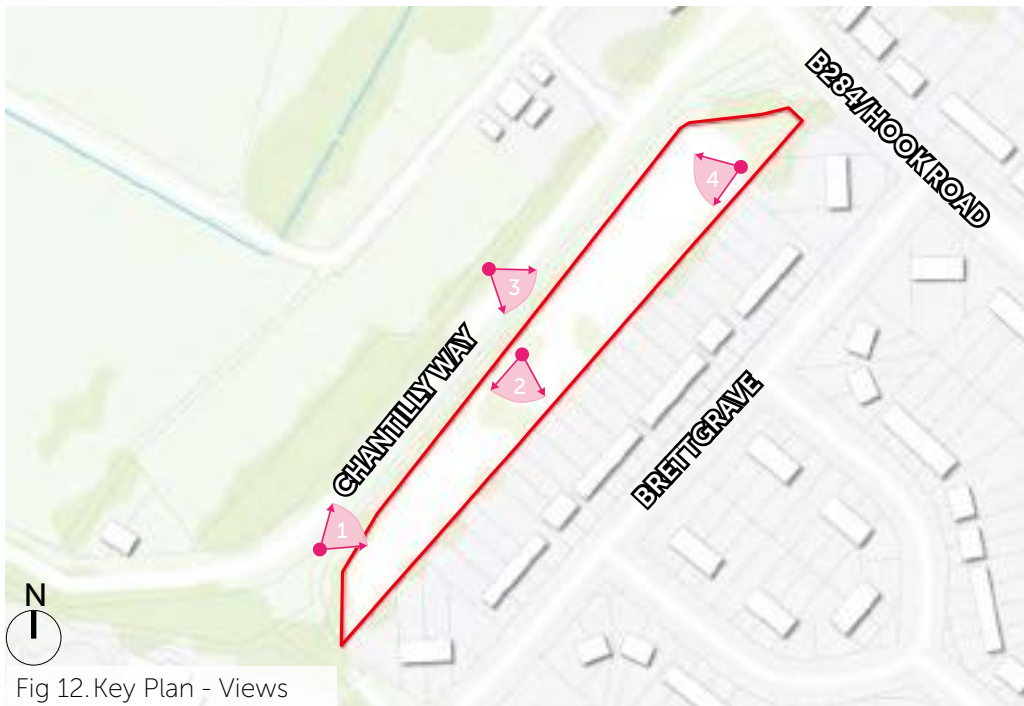 B284/HOOK ROAD
4
3
CHANTILLY WAY
2
BRETTGRAVE
1
N
Fig 12. Key Plan - Views